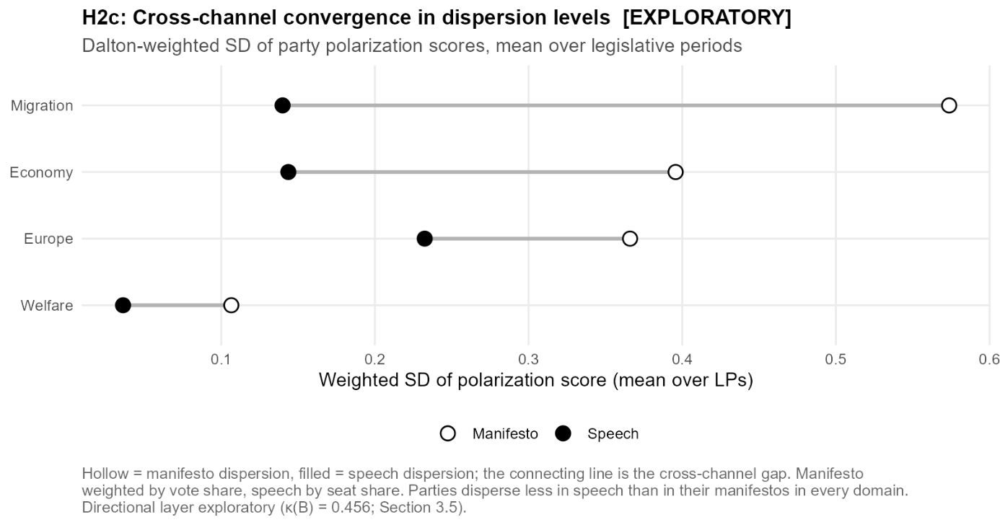 H2c: Cross-channel convergence in dispersion levels [EXPLORATORY]
Dalton-weighted SD of party polarization scores, mean over legislative periods
Migration
Economy
Europe
Welfare
0.1 0.2 0.3 0.4 0.5 0.6
Weighted SD of polarization score (mean over LPs)
Manifesto Speech
Hollow = manifesto dispersion, filled = speech dispersion; the connecting line is the cross-channel gap. Manifesto
weighted by vote share, speech by seat share. Parties disperse less in speech than in their manifestos in every domain.
Directional layer exploratory (κ(B) = 0.456; Section 3.5).